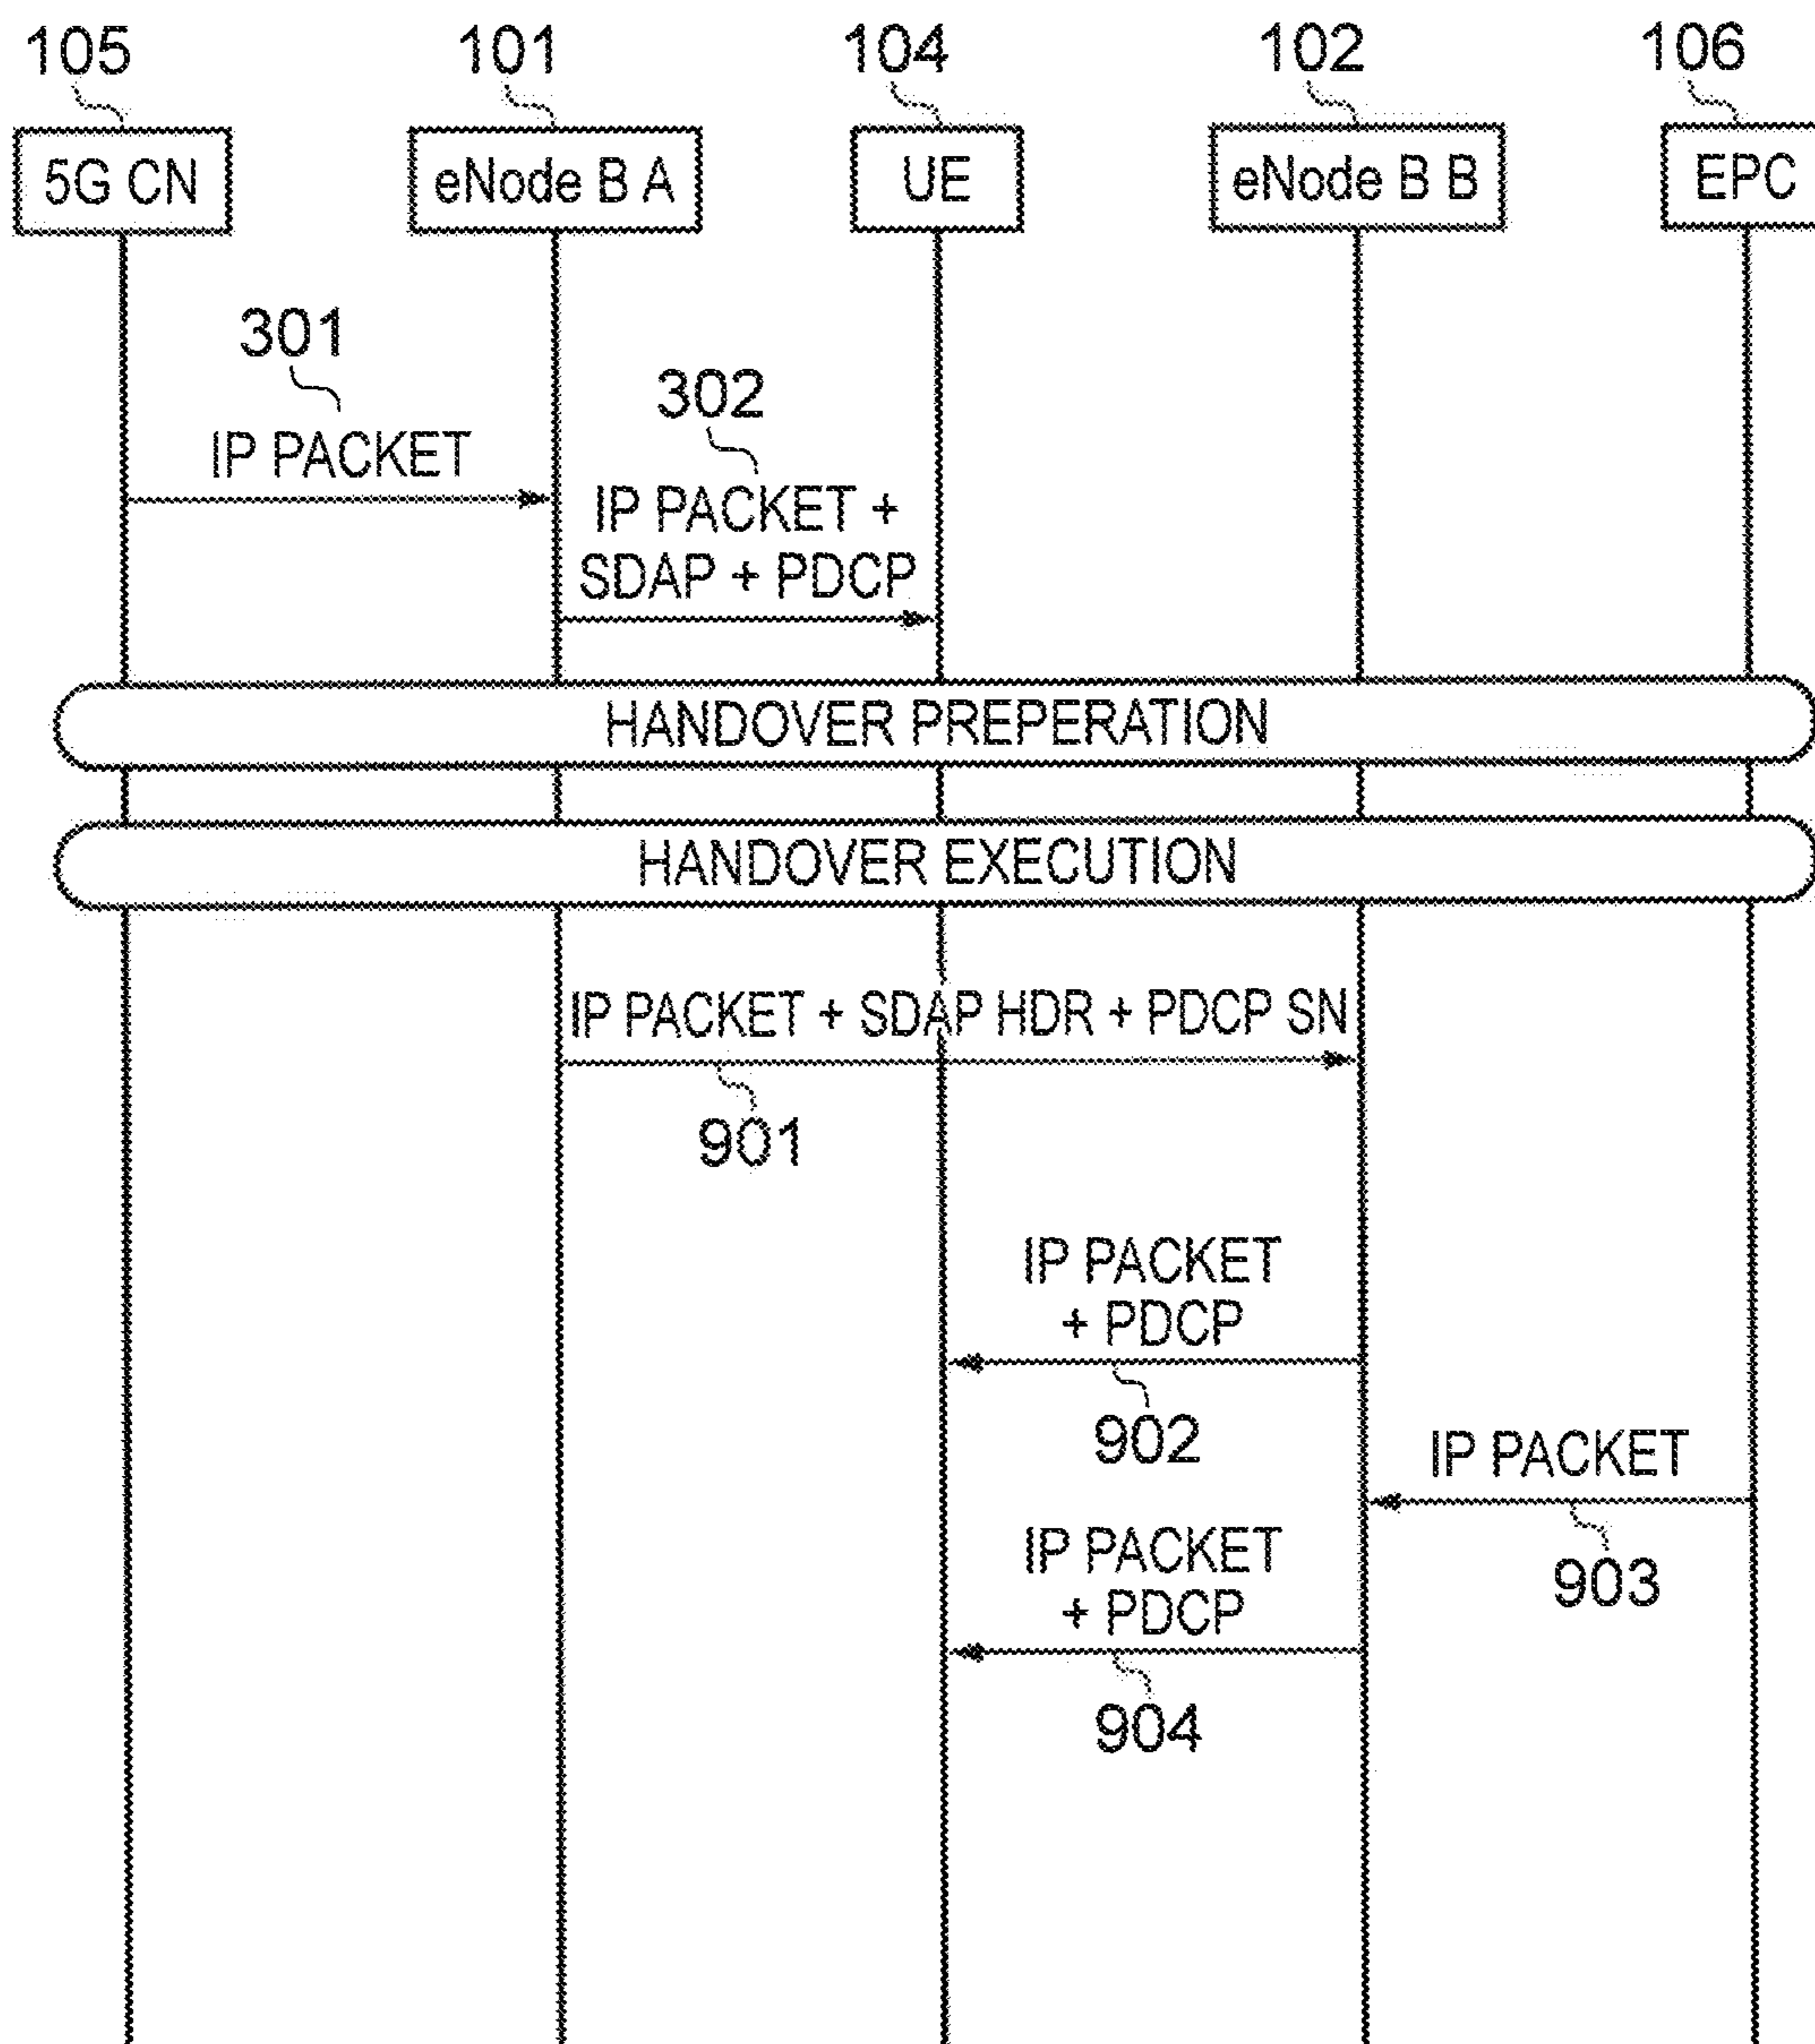 105
101
104
102
106
5G CN
eNode B A
UE
eNode B B
EPC
301
IP PACKET
302
IP PACKET +
SDAP + PDCP
HANDOVER PREPERATION
HANDOVER EXECUTION
IP PACKET + SDAP HDR + PDCP SN
901
IP PACKET
+ PDCP
902
IP PACKET
903
IP PACKET
+ PDCP
904